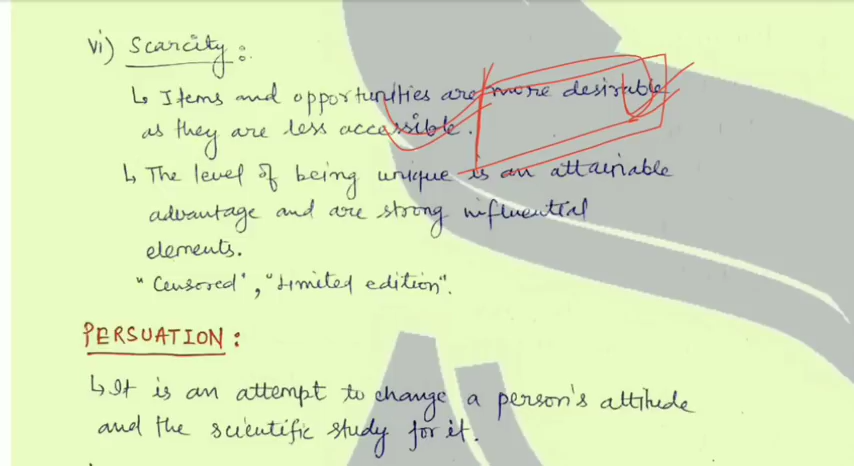 vi) Scarcity :
↳ Items and opportunities are more desirable
as they are less accessible.
↳ The level of being unique is an attainable
advantage and are strong influential
elements.
"Censored", "Limited edition".
PERSUATION :
↳ It is an attempt to change a person's attitude
and the scientific study for it.